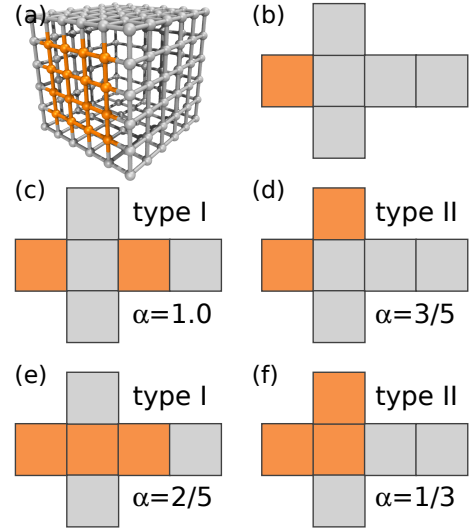 (a)
(b)
(c)
type I
α=1.0
(d)
type II
α=3/5
(e)
type I
α=2/5
(f)
type II
α=1/3